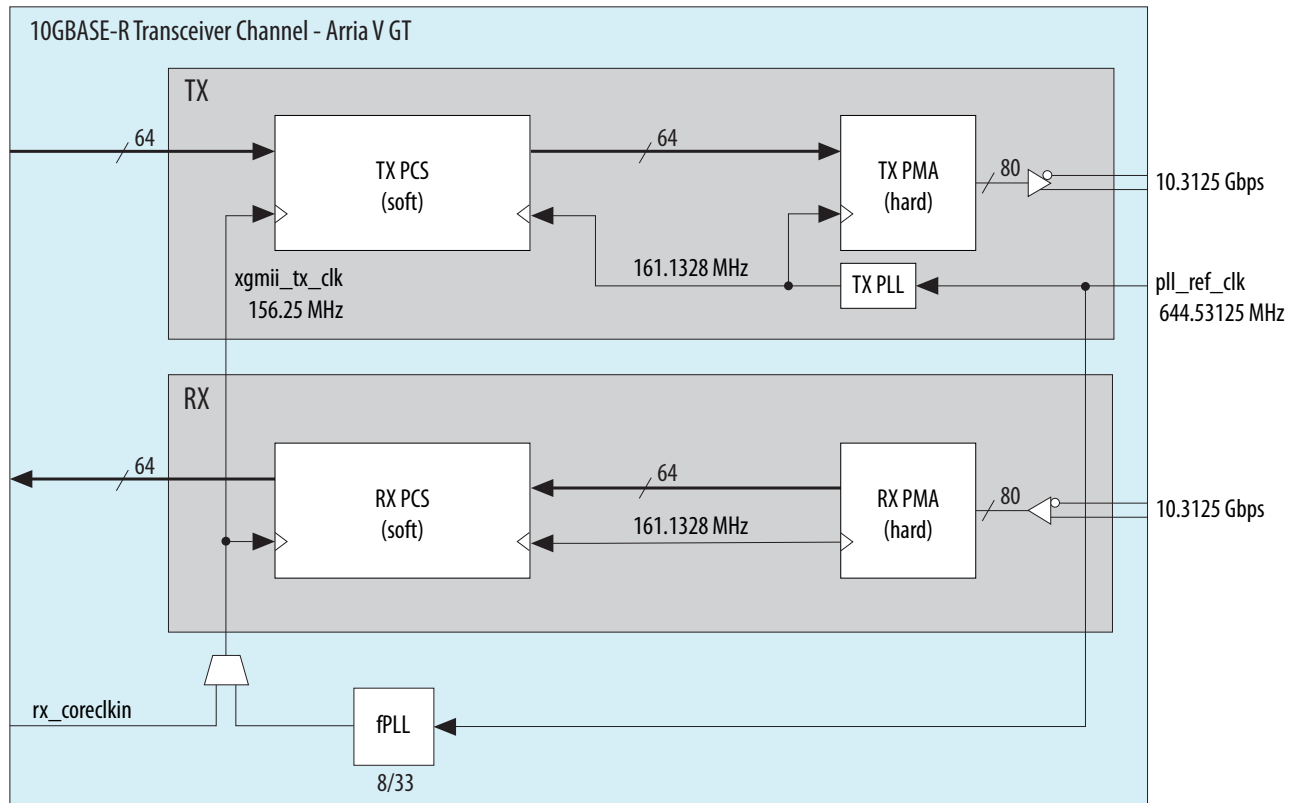 10GBASE-R Transceiver Channel - Arria V GT
TX
64
TX PCS
(soft)
64
TX PMA
(hard)
80
10.3125 Gbps
xgmii_tx_clk
156.25 MHz
161.1328 MHz
TX PLL
pll_ref_clk
644.53125 MHz
RX
64
RX PCS
(soft)
64
161.1328 MHz
RX PMA
(hard)
80
10.3125 Gbps
rx_coreclkin
fPLL
8/33